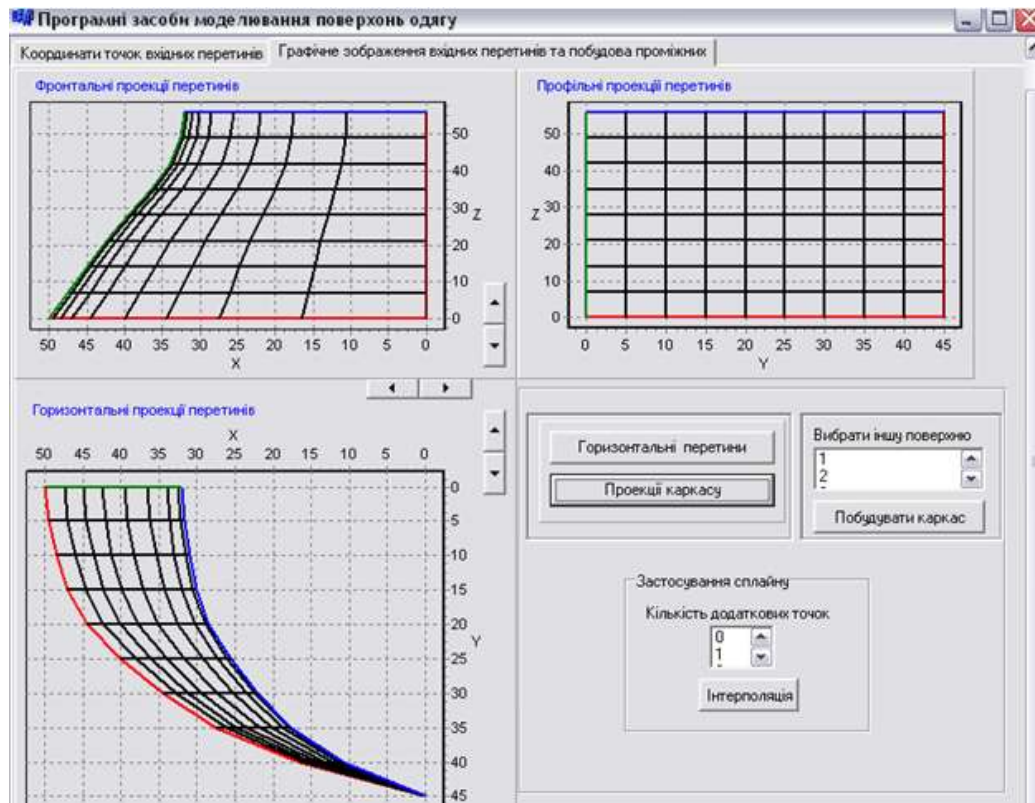 Програмні засоби моделювання поверхонь одягу
Координати точок вхідних перетинів
Графічне зображення вхідних перетинів та побудова проміжних
Фронтальні проекції перетинів
50
40
30
20
10
0
Z
50 45 40 35 30 25 20 15 10 5 0
X
Профільні проекції перетинів
50
40
30
20
10
0
Z
0 5 10 15 20 25 30 35 40 45
Y
Горизонтальні проекції перетинів
X
50 45 40 35 30 25 20 15 10 5 0
0
5
10
15
20
25
30
35
40
45
Y
Горизонтальні перетини
Проекції каркасу
Вибрати іншу поверхню
1
2
Побудувати каркас
Застосування сплайну
Кількість додаткових точок
0
1
Інтерполяція